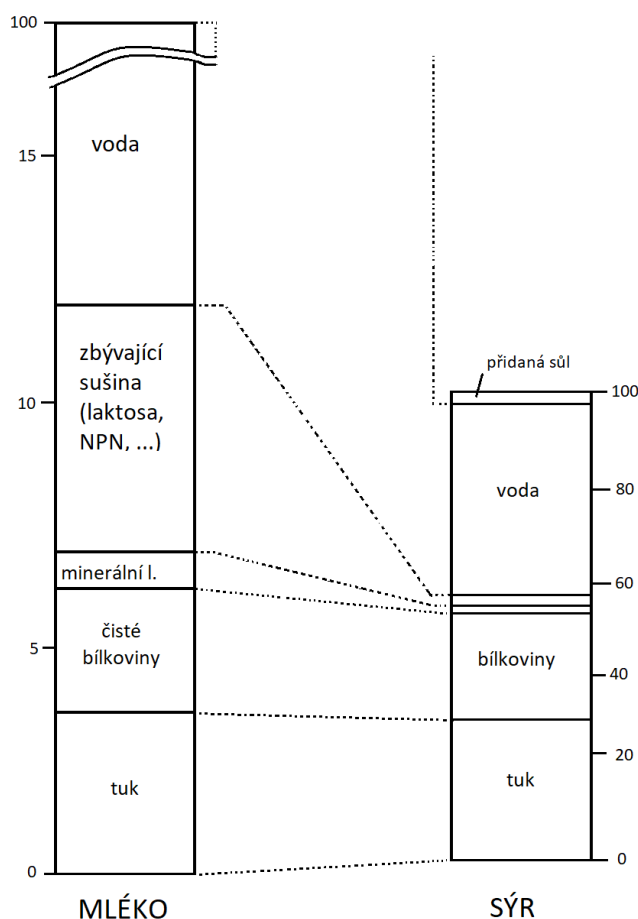 100
voda
15
zbývající
sušina
(laktosa,
NPN, ...)
10
minerální l.
čisté
bílkoviny
5
tuk
0
MLÉKO
přidaná sůl
100
voda
80
60
bílkoviny
40
20
tuk
0
SÝR